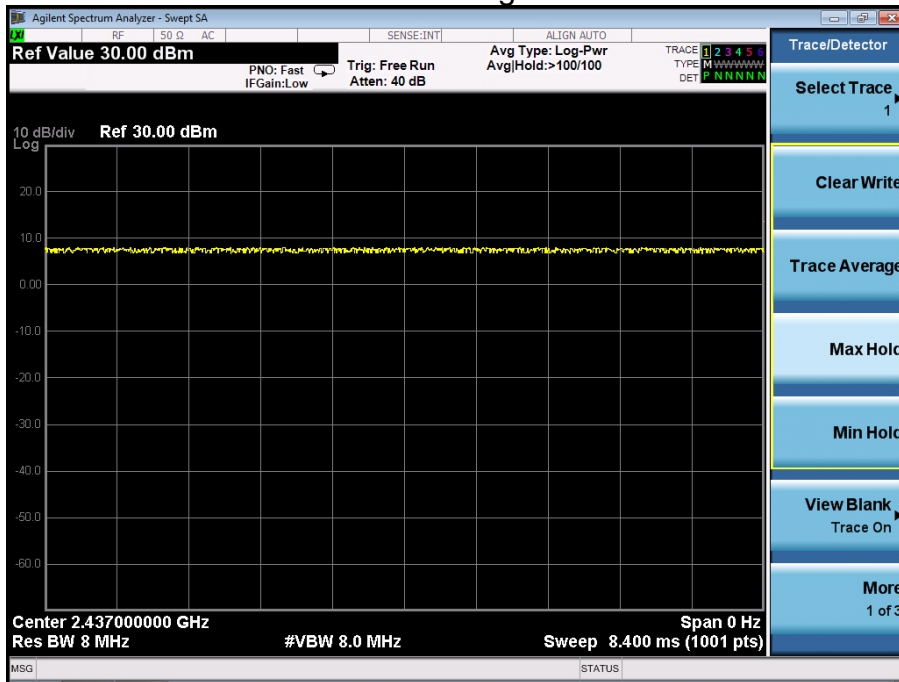 Agilent Spectrum Analyzer - Swept SA
LXI RF 50 Ω AC SENSE:INT ALIGN AUTO
Ref Value 30.00 dBm
PNO: Fast
IFGain:Low
Trig: Free Run
Atten: 40 dB
Avg Type: Log-Pwr
Avg|Hold:>100/100
TRACE 1 2 3 4 5 6
TYPE M WWWWW
DET P N N N N N
10 dB/div Ref 30.00 dBm
Log
20.0
10.0
0.00
-10.0
-20.0
-30.0
-40.0
-50.0
-60.0
Center 2.437000000 GHz Span 0 Hz
Res BW 8 MHz #VBW 8.0 MHz Sweep 8.400 ms (1001 pts)
MSG STATUS
Trace/Detector
Select Trace
1
Clear Write
Trace Average
Max Hold
Min Hold
View Blank
Trace On
More
1 of 3